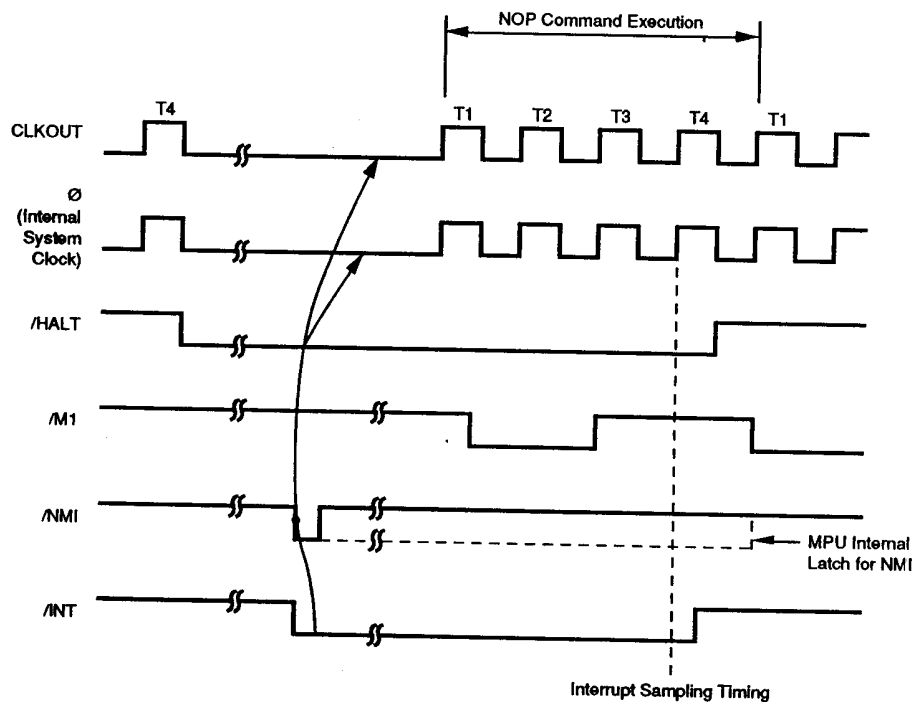 NOP Command Execution
T4
T1
T2
T3
T4
T1
CLKOUT
Ø
(Internal
System
Clock)
/HALT
/M1
/NMI
MPU Internal
Latch for NMI
/INT
Interrupt Sampling Timing